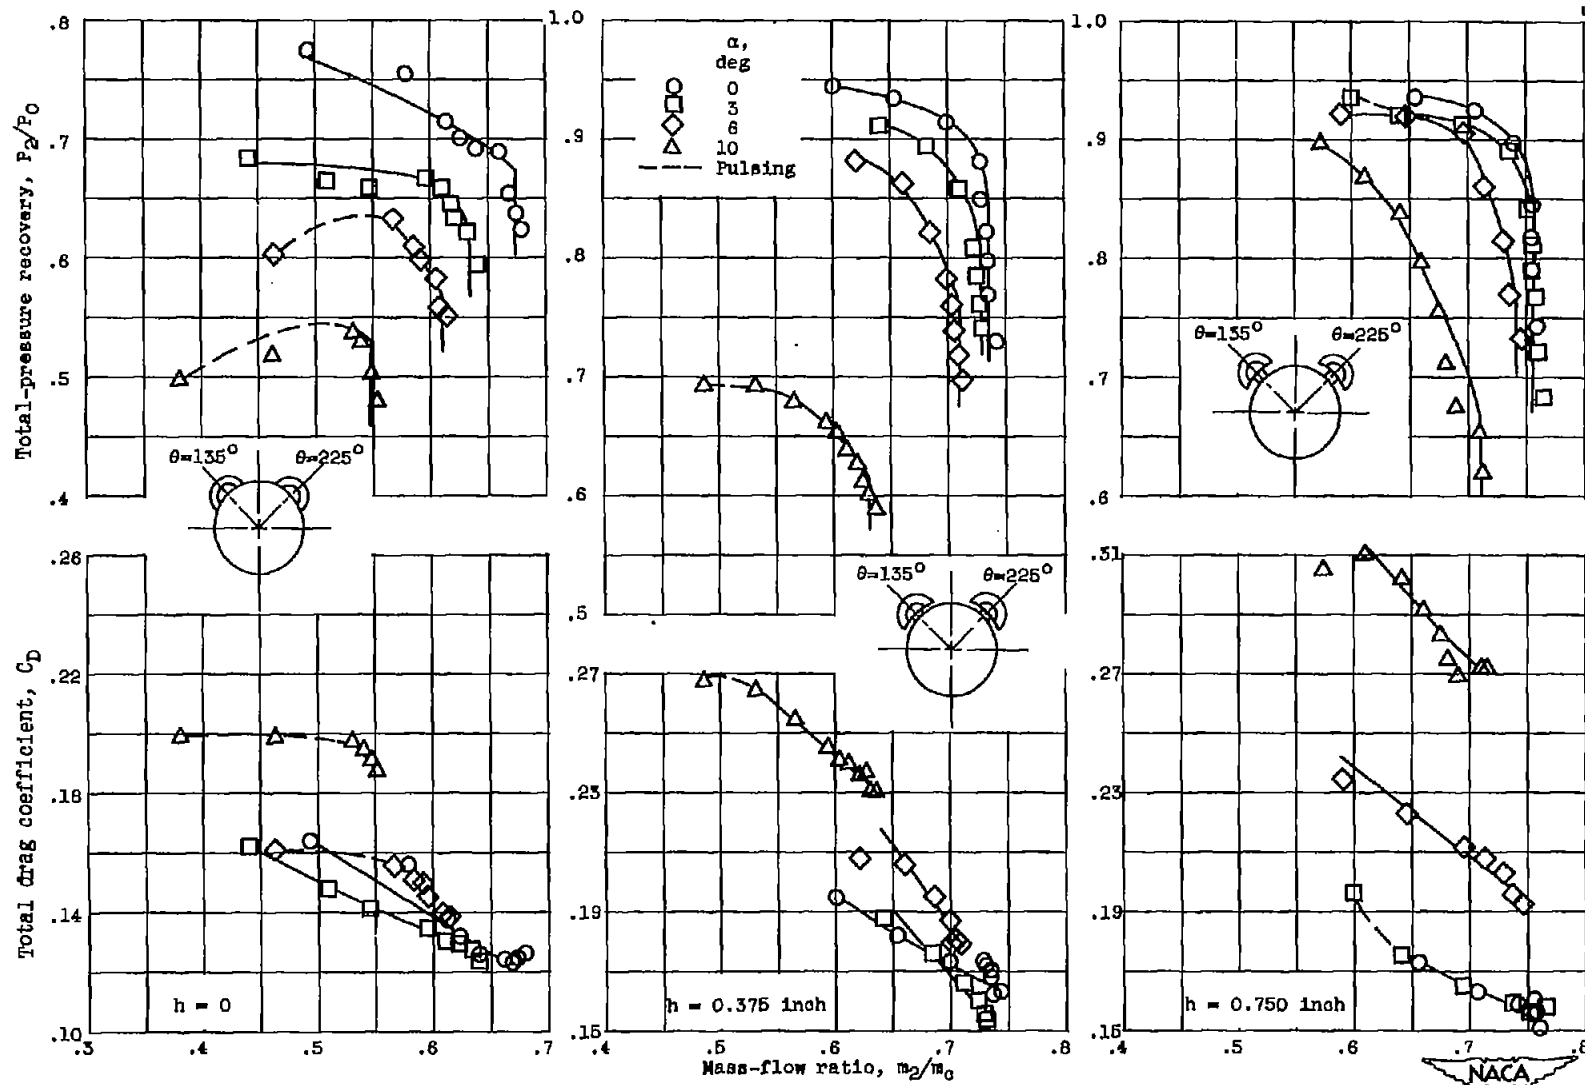 Total-pressure recovery, P2/P0
.8
.7
.6
.5
.4
1.0
.9
.8
.7
.6
.5
1.0
.9
.8
.7
.6
α,
deg
0
3
6
10
Pulsing
θ=135° θ=225°
θ=135° θ=225°
θ=135° θ=225°
Total drag coefficient, C_D
.26
.22
.18
.14
.10
.27
.23
.19
.15
.31
.27
.23
.19
.15
h = 0
h = 0.375 inch
h = 0.750 inch
.3 .4 .5 .6 .7
.4 .5 .6 .7 .8
.4 .5 .6 .7 .8
Mass-flow ratio, m2/mc
NACA